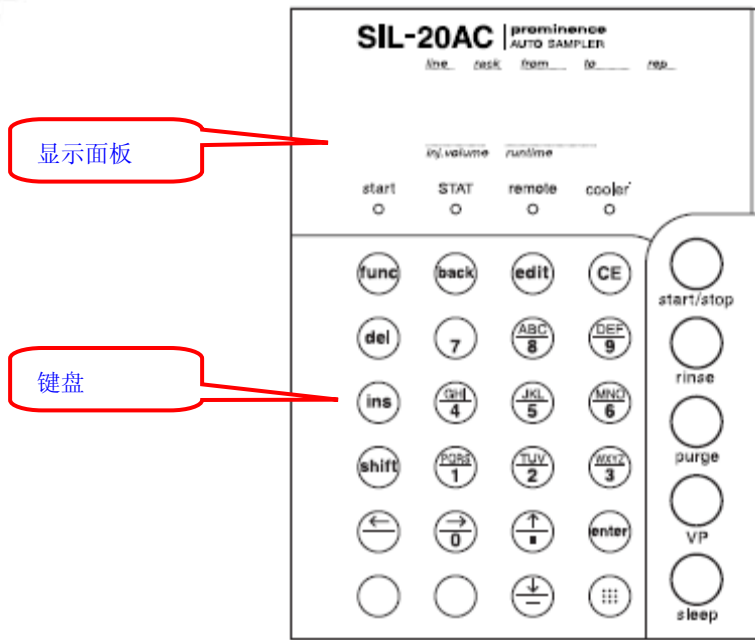 SIL-20AC prominence
AUTO SAMPLER
line rack from to rep
显示面板
inj.volume runtime
start STAT remote cooler
func back edit CE
start/stop
del 7 ABC 8 DEF 9
rinse
键盘
ins GHI 4 JKL 5 MNO 6
shift PQRS 1 TUV 2 WXYZ 3
purge
← → 0 ↑ . enter
VP
↓ —
sleep